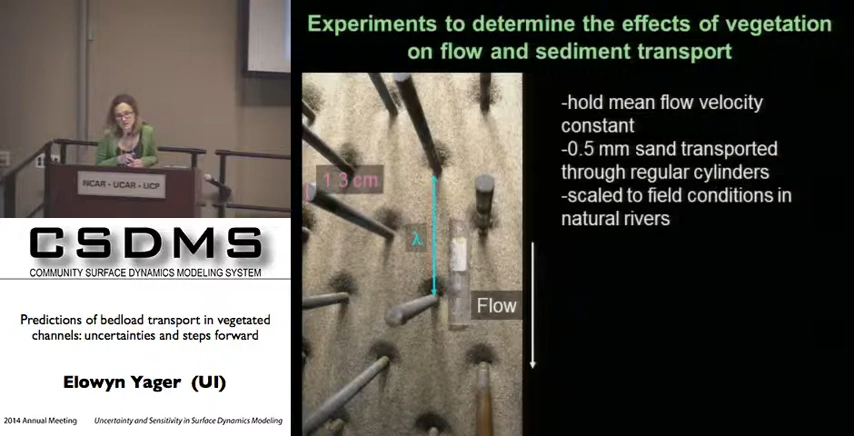 Experiments to determine the effects of vegetation
on flow and sediment transport
-hold mean flow velocity
constant
-0.5 mm sand transported
through regular cylinders
-scaled to field conditions in
natural rivers
1.3 cm
λ
Flow
NCAR - UCAR - UCP
CSDMS
COMMUNITY SURFACE DYNAMICS MODELING SYSTEM
Predictions of bedload transport in vegetated
channels: uncertainties and steps forward
Elowyn Yager (UI)
2014 Annual Meeting Uncertainty and Sensitivity in Surface Dynamics Modeling